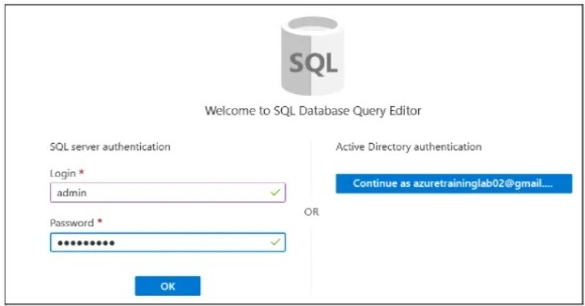 SQL
Welcome to SQL Database Query Editor
SQL server authentication
Login *
admin
Password *
•••••••••
OK
OR
Active Directory authentication
Continue as azuretraininglab02@gmail....